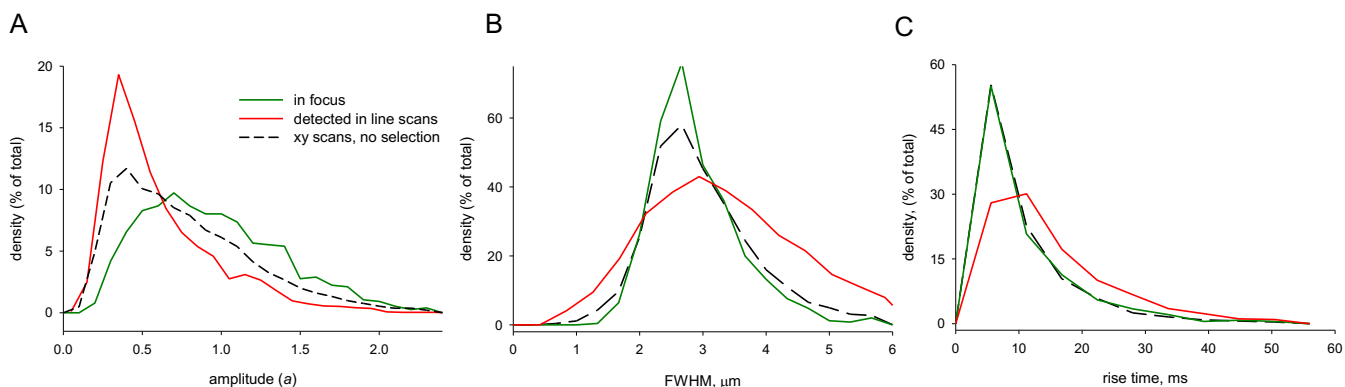 A
density (% of total)
20
15
10
5
0
0.0 0.5 1.0 1.5 2.0
amplitude (a)
in focus
detected in line scans
xy scans, no selection
B
density (% of total)
60
40
20
0
0 1 2 3 4 5 6
FWHM, μm
C
density, (% of total)
60
45
30
15
0
0 10 20 30 40 50 60
rise time, ms